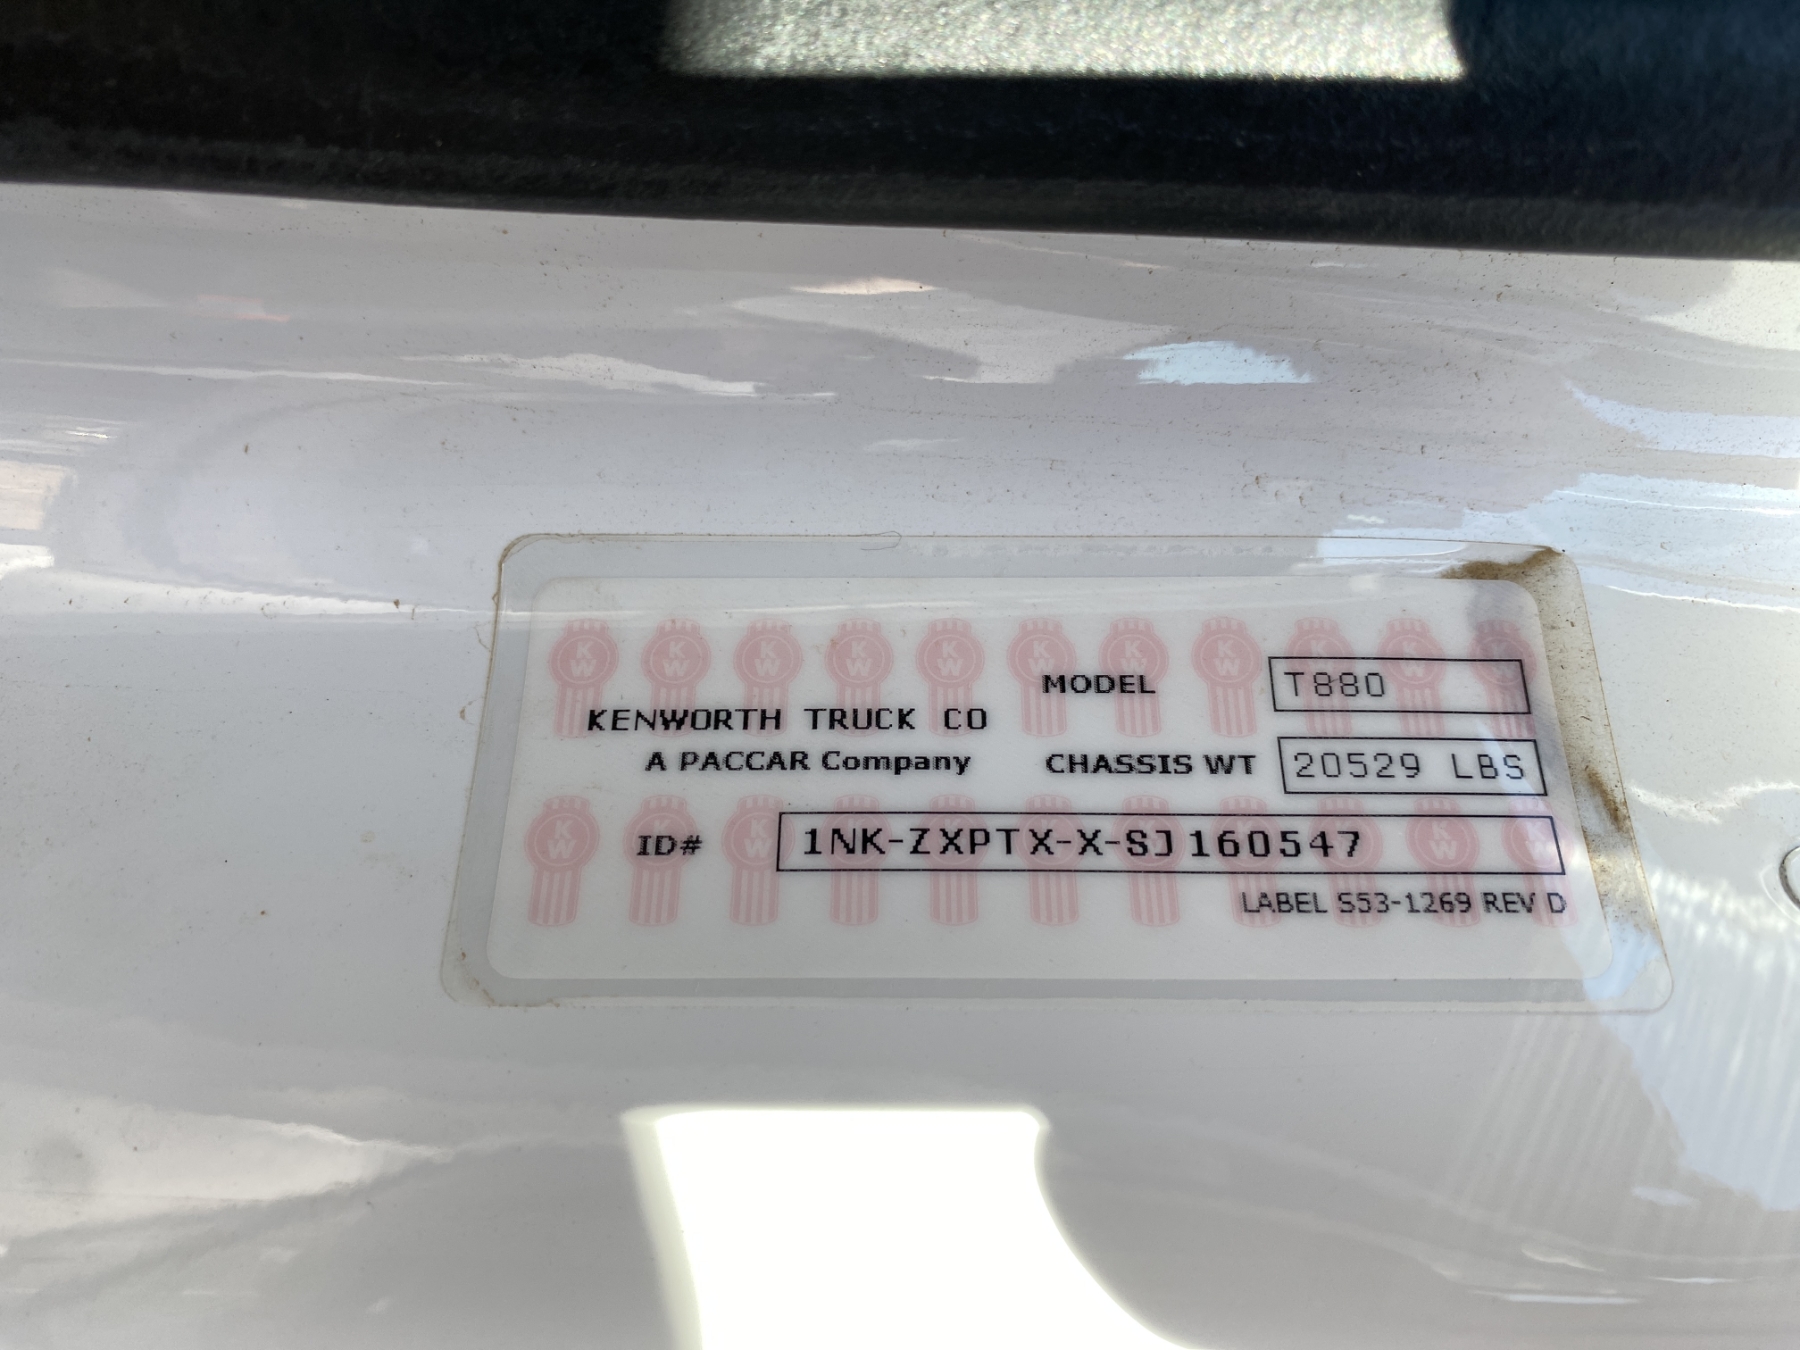 MODEL T880
KENWORTH TRUCK CO
A PACCAR Company
CHASSIS WT 20529 LBS
ID# 1NK-ZXPTX-X-SJ160547
LABEL S53-1269 REV D